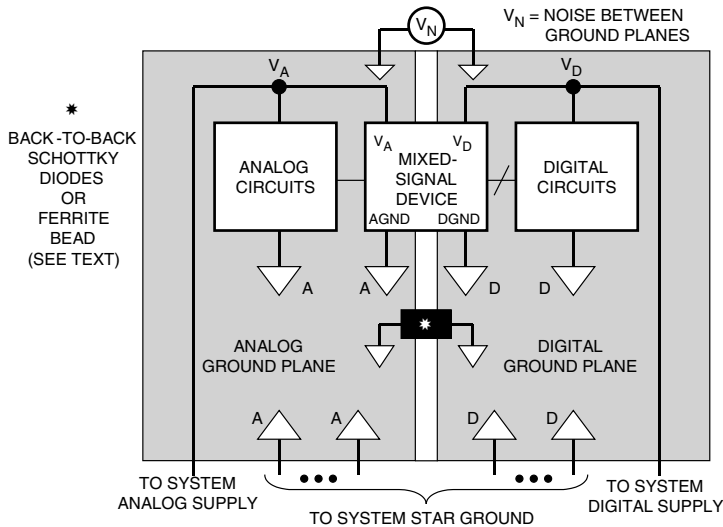 V_N
V_N = NOISE BETWEEN
GROUND PLANES
V_A
V_D
*
BACK -TO-BACK
SCHOTTKY
DIODES
OR
FERRITE
BEAD
(SEE TEXT)
ANALOG
CIRCUITS
V_A V_D
MIXED-
SIGNAL
DEVICE
AGND DGND
DIGITAL
CIRCUITS
A
A
D
D
*
ANALOG
GROUND PLANE
DIGITAL
GROUND PLANE
A
A
D
D
TO SYSTEM
ANALOG SUPPLY
TO SYSTEM STAR GROUND
TO SYSTEM
DIGITAL SUPPLY